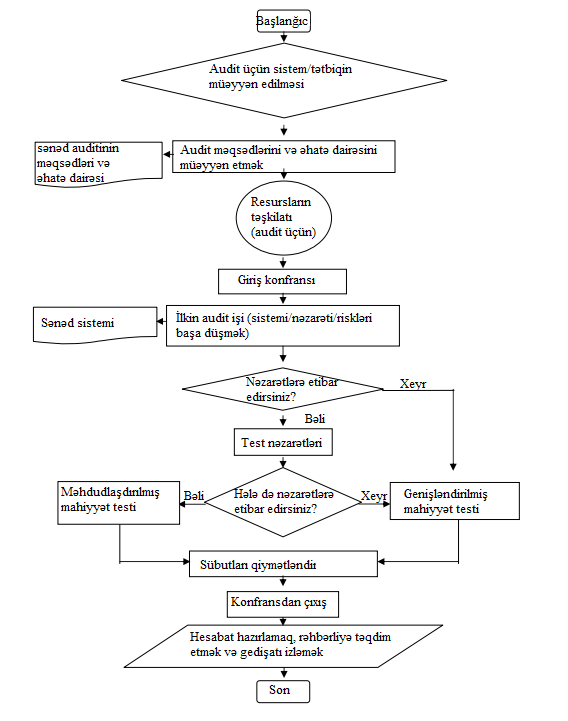 Başlanğıc
Audit üçün sistem/tətbiqin
müəyyən edilməsi
sənəd auditinin
məqsədləri və
əhatə dairəsi
Audit məqsədlərini və əhatə dairəsini
müəyyən etmək
Resursların
təşkilatı
(audit üçün)
Giriş konfransı
Sənəd sistemi
İlkin audit işi (sistemi/nəzarəti/riskləri
başa düşmək)
Nəzarətlərə etibar
edirsiniz?
Xeyr
Bəli
Test nəzarətləri
Məhdudlaşdırılmış
mahiyyət testi
Bəli
Hələ də nəzarətlərə
etibar edirsiniz?
Xeyr
Genişləndirilmiş
mahiyyət testi
Sübutları qiymətləndir
Konfransdan çıxış
Hesabat hazırlamaq, rəhbərliyə təqdim
etmək və gedişatı izləmək
Son